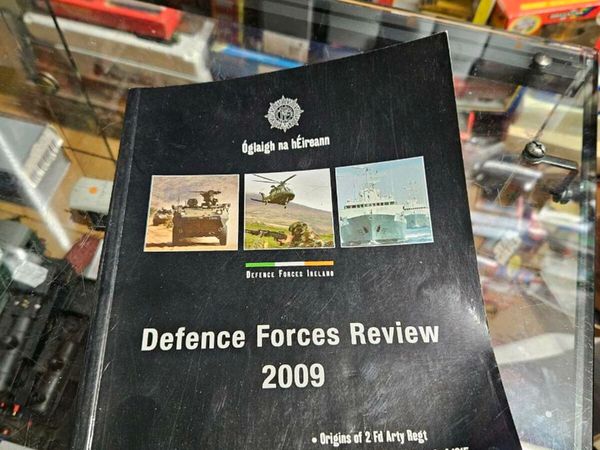 Óglaigh na hÉireann
DEFENCE FORCES IRELAND
Defence Forces Review
2009
• Origins of 2 Fd Arty Regt